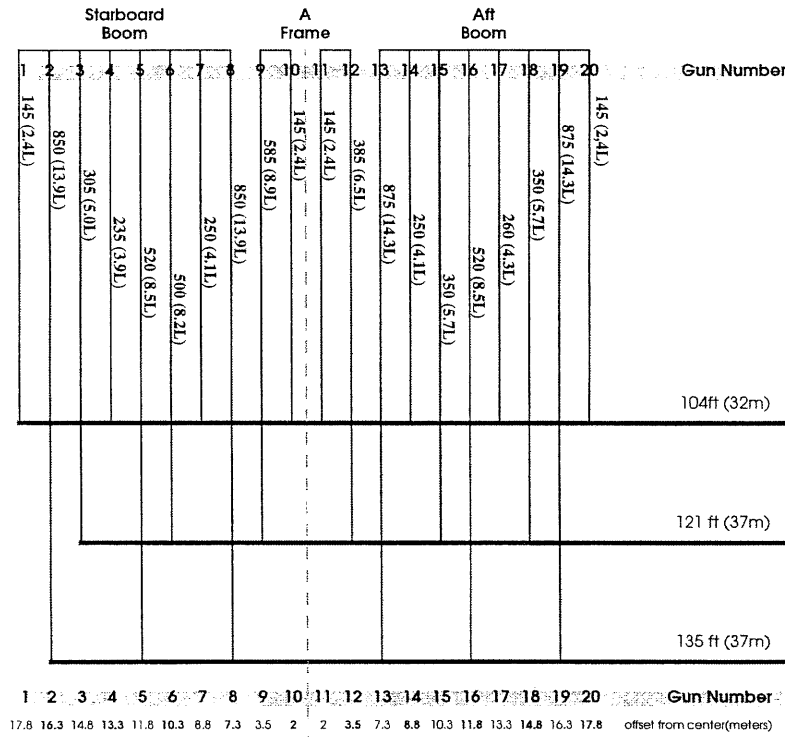 Starboard Boom
A Frame
Aft Boom
1 2 3 4 5 6 7 8 9 10 11 12 13 14 15 16 17 18 19 20 Gun Number
145 (2.4L)
850 (13.9L)
305 (5.0L)
235 (3.9L)
520 (8.5L)
500 (8.2L)
250 (4.1L)
850 (13.9L)
585 (8.9L)
145 (2.4L)
145 (2.4L)
385 (6.5L)
875 (14.3L)
250 (4.1L)
350 (5.7L)
520 (8.5L)
260 (4.3L)
350 (5.7L)
875 (14.3L)
145 (2,4L)
104ft (32m)
121 ft (37m)
135 ft (37m)
1 2 3 4 5 6 7 8 9 10 11 12 13 14 15 16 17 18 19 20 Gun Number
17.8 16.3 14.8 13.3 11.8 10.3 8.8 7.3 3.5 2 2 3.5 7.3 8.8 10.3 11.8 13.3 14.8 16.3 17.8 offset from center(meters)